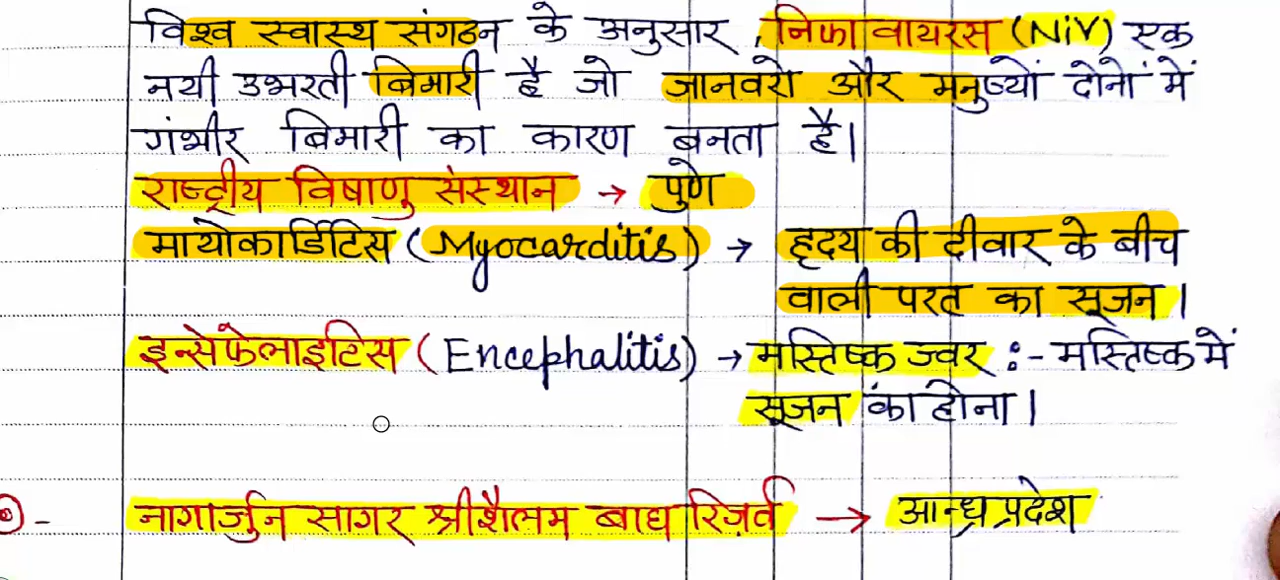 विश्व स्वास्थ संगठन के अनुसार, निफा वायरस (NiV) एक
नयी उभरती बिमारी है जो जानवरो और मनुष्यों दोनों में
गंभीर बिमारी का कारण बनता है।
राष्ट्रीय विषाणु संस्थान → पुणे
मायोकार्डिटिस (Myocarditis) → हृदय की दीवार के बीच
वाली परत का सूजन।
इन्सेफेलाइटिस (Encephalitis) → मस्तिष्क ज्वर :- मस्तिष्क में
सूजन का होना।
नागार्जुन सागर श्रीशैलम बाघ रिज़र्व → आन्ध्र प्रदेश